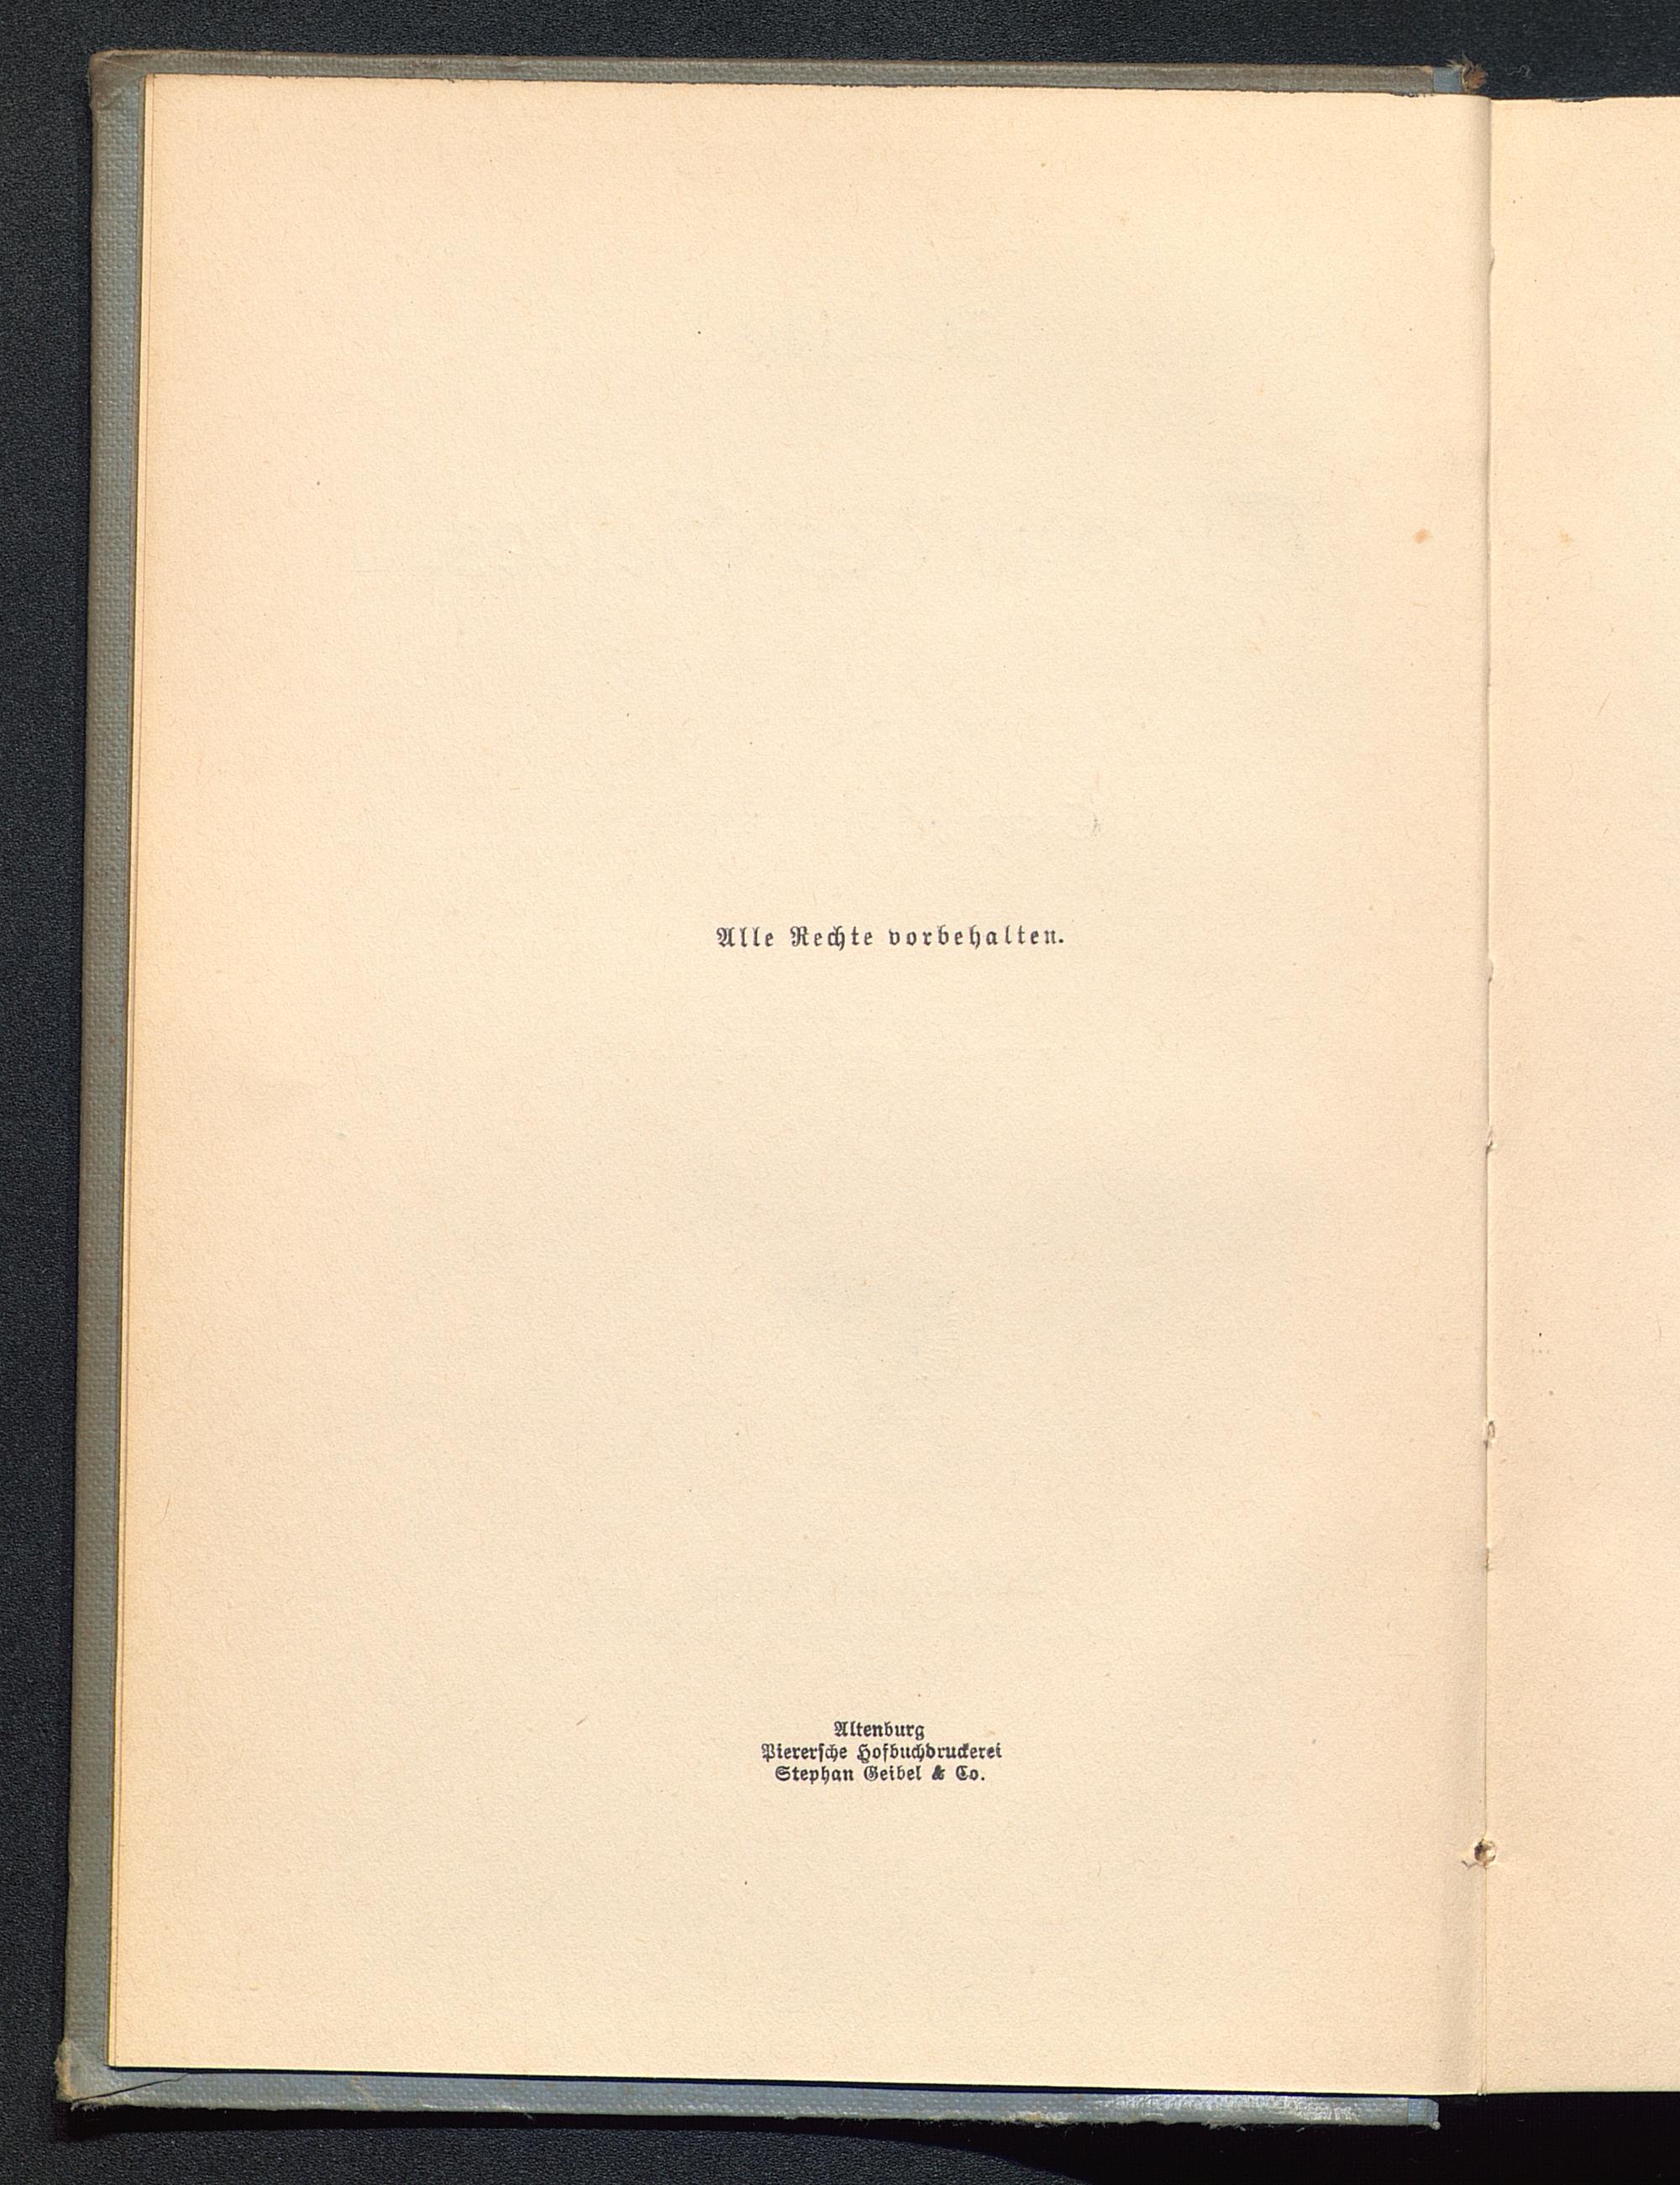 Alle Rechte vorbehalten.
Altenburg
Pierersche Hofbuchdruckerei
Stephan Geibel & Co.